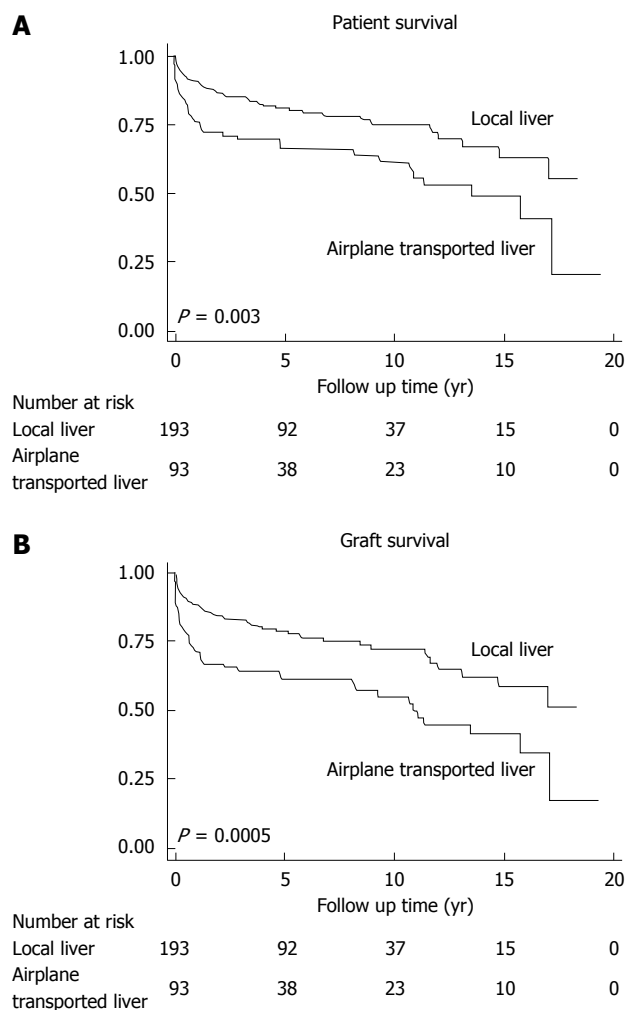 A
Patient survival
1.00
0.75
0.50
0.25
0.00
Local liver
Airplane transported liver
P = 0.003
0 5 10 15 20
Follow up time (yr)
Number at risk
Local liver 193 92 37 15 0
Airplane
transported liver 93 38 23 10 0
B
Graft survival
1.00
0.75
0.50
0.25
0.00
Local liver
Airplane transported liver
P = 0.0005
0 5 10 15 20
Follow up time (yr)
Number at risk
Local liver 193 92 37 15 0
Airplane
transported liver 93 38 23 10 0